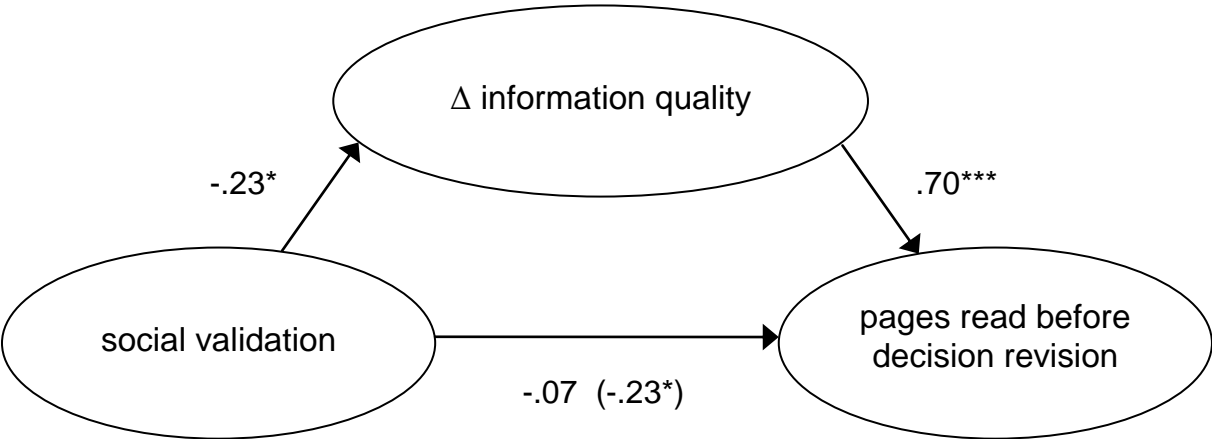 Δ information quality
-.23*
.70***
social validation
pages read before
decision revision
-.07 (-.23*)